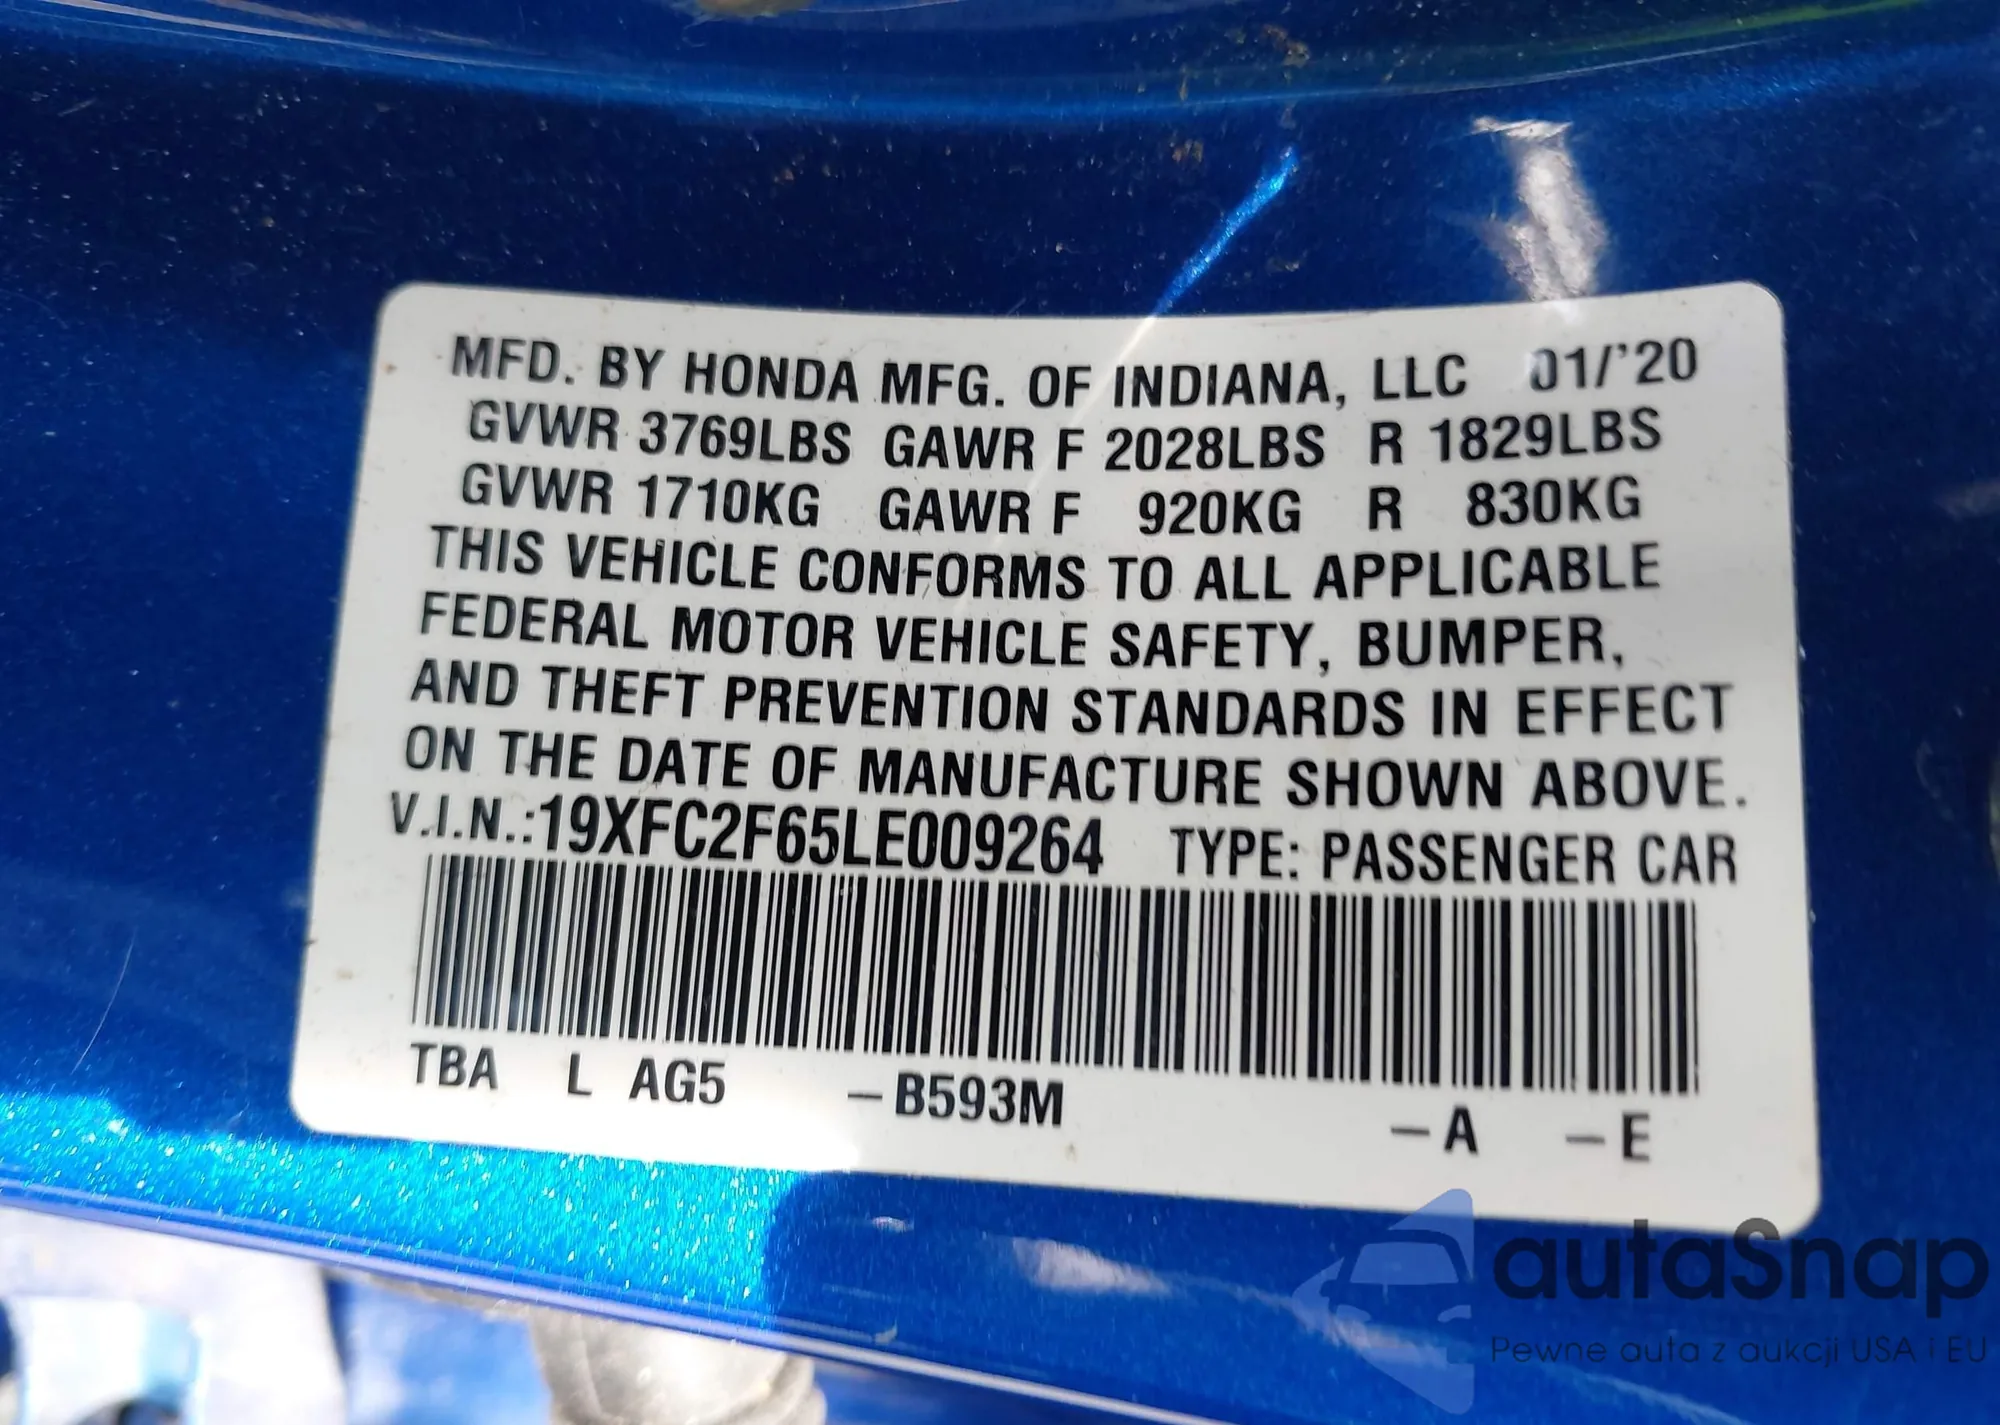 MFD. BY HONDA MFG. OF INDIANA, LLC 01/'20
GVWR 3769LBS GAWR F 2028LBS R 1829LBS
GVWR 1710KG GAWR F 920KG R 830KG
THIS VEHICLE CONFORMS TO ALL APPLICABLE
FEDERAL MOTOR VEHICLE SAFETY, BUMPER,
AND THEFT PREVENTION STANDARDS IN EFFECT
ON THE DATE OF MANUFACTURE SHOWN ABOVE.
V.I.N.:19XFC2F65LE009264 TYPE: PASSENGER CAR
TBA L AG5 –B593M –A –E
autaSnap
Pewne auta z aukcji USA i EU